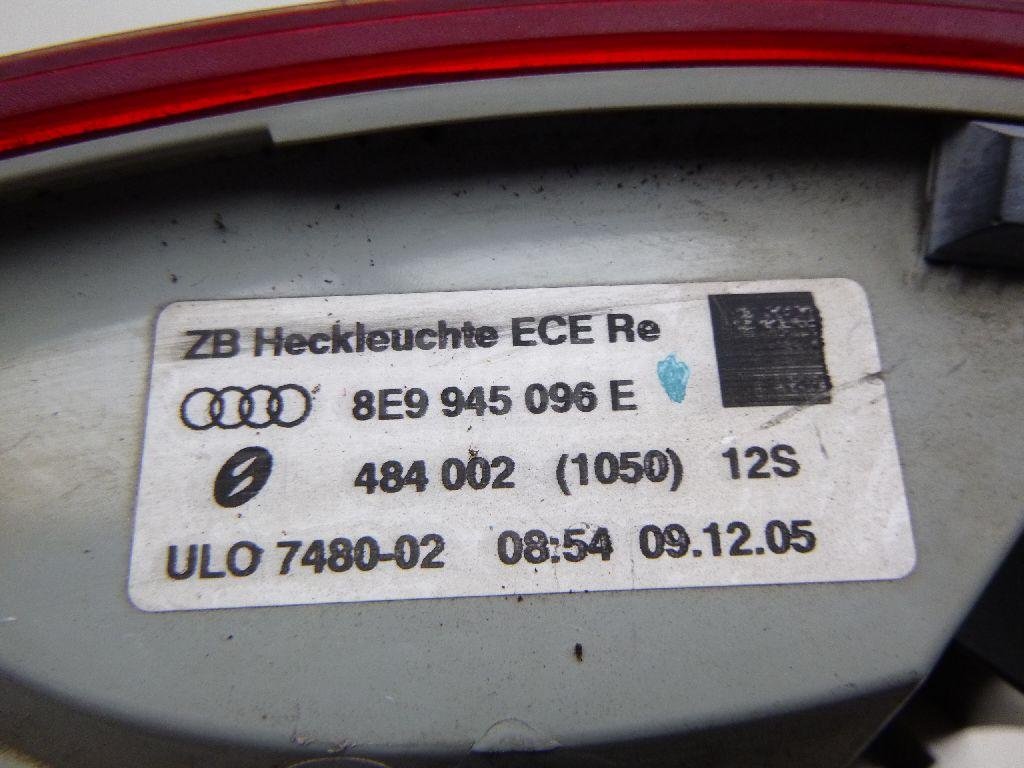 ZB Heckleuchte ECE Re
8E9 945 096 E
484 002 (1050) 12S
ULO 7480-02 08:54 09.12.05